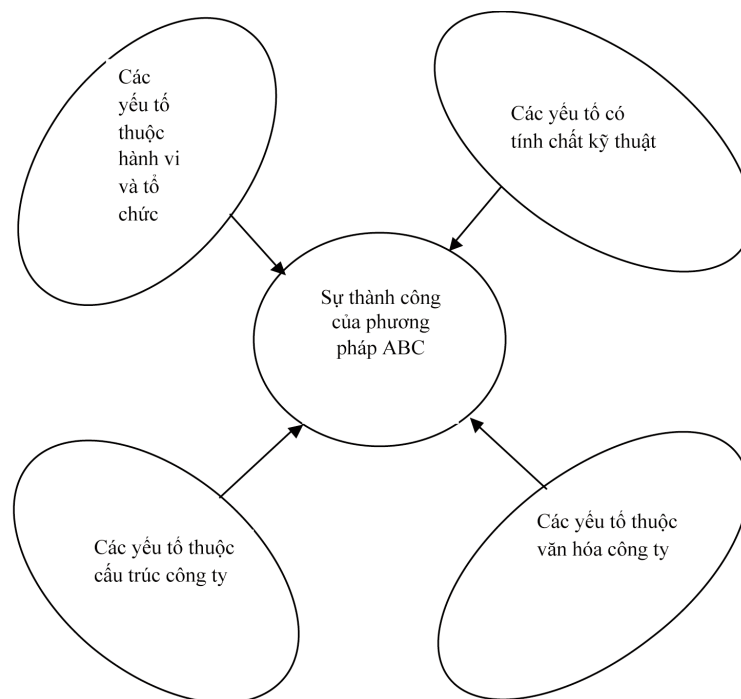 Các
yếu tố
thuộc
hành vi
và tổ
chức
Các yếu tố có
tính chất kỹ thuật
Sự thành công
của phương
pháp ABC
Các yếu tố thuộc
cấu trúc công ty
Các yếu tố thuộc
văn hóa công ty